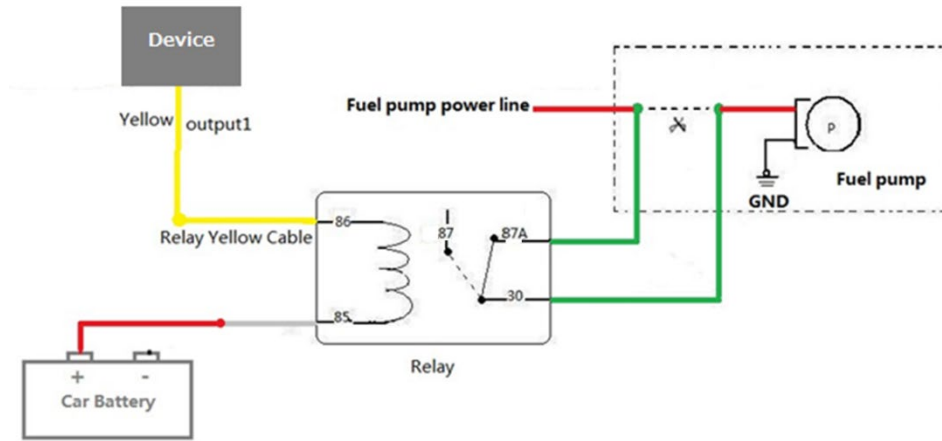 Device
Yellow
output1
Fuel pump power line
P
Fuel pump
GND
Relay Yellow Cable
86
87
87A
30
85
Relay
+ -
Car Battery